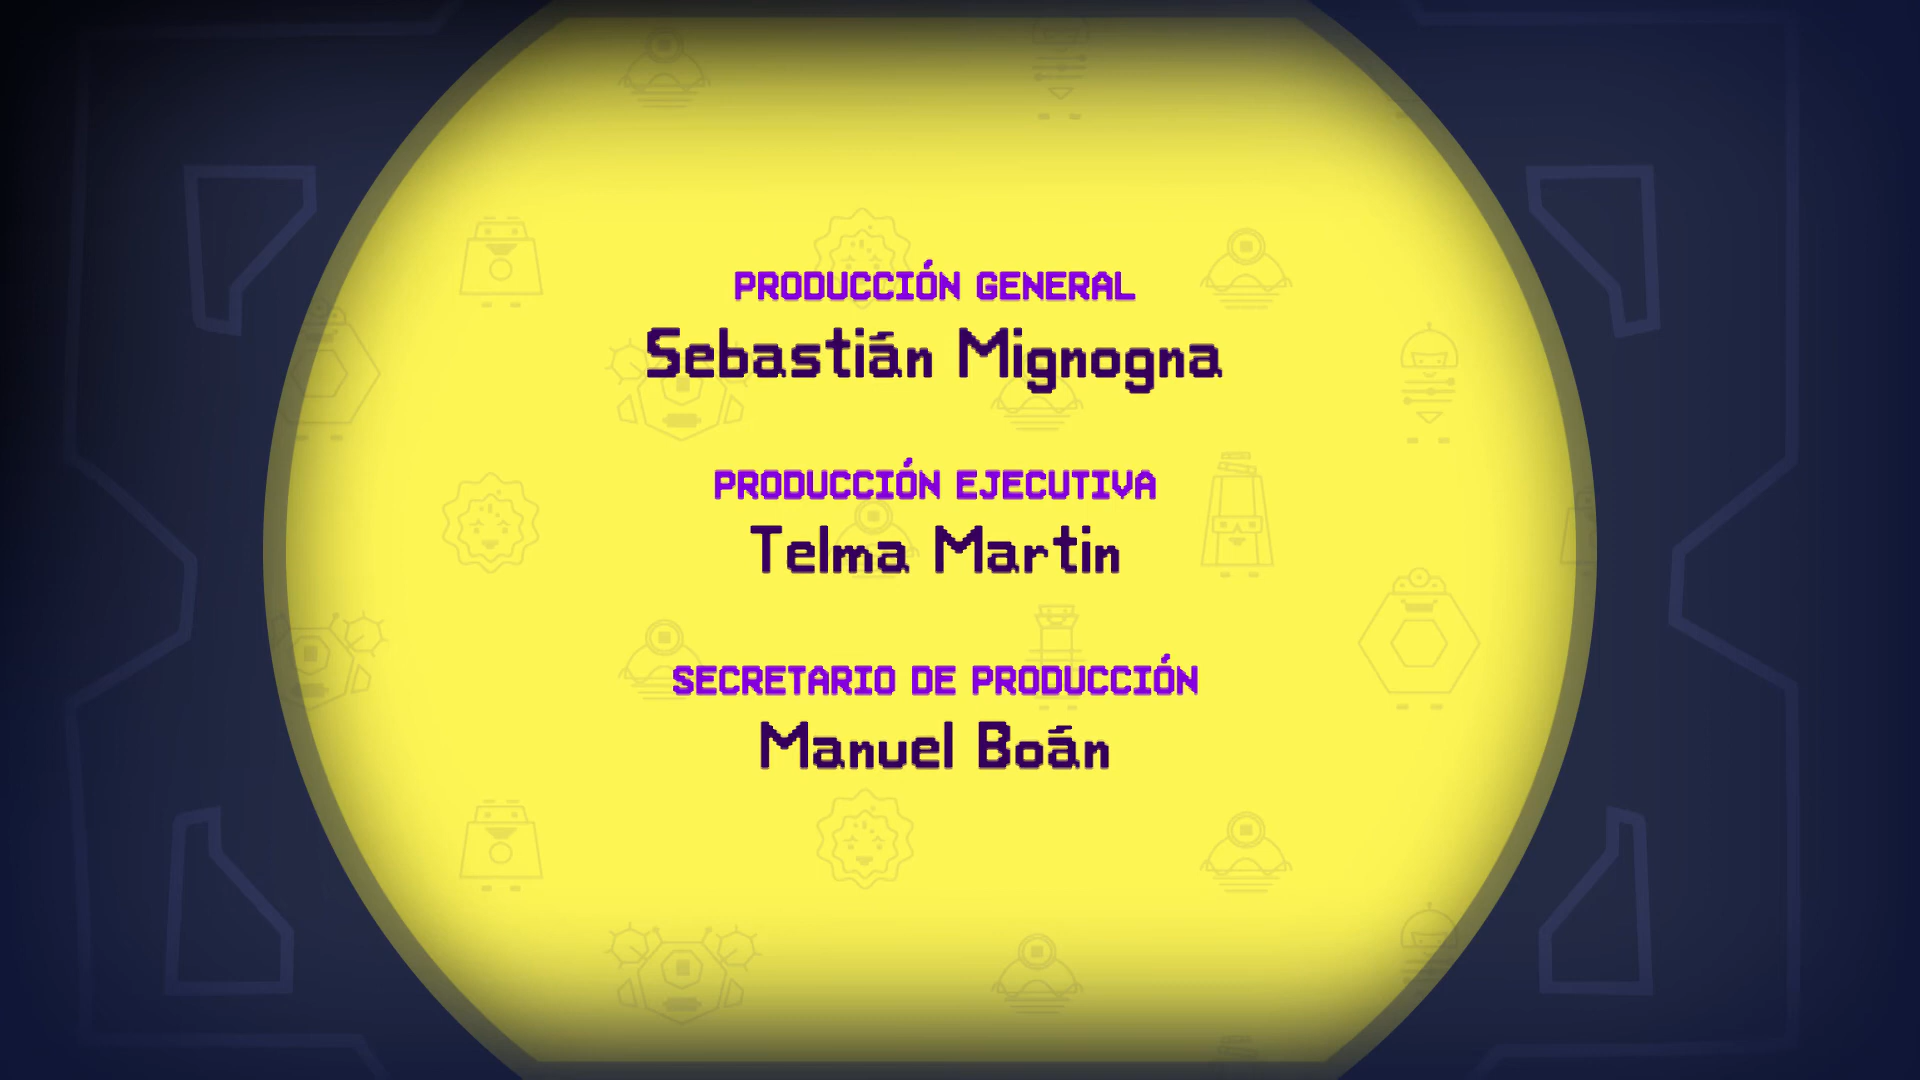 PRODUCCIÓN GENERAL
Sebastián Mignogna
PRODUCCIÓN EJECUTIVA
Telma Martin
SECRETARIO DE PRODUCCIÓN
Manuel Boán